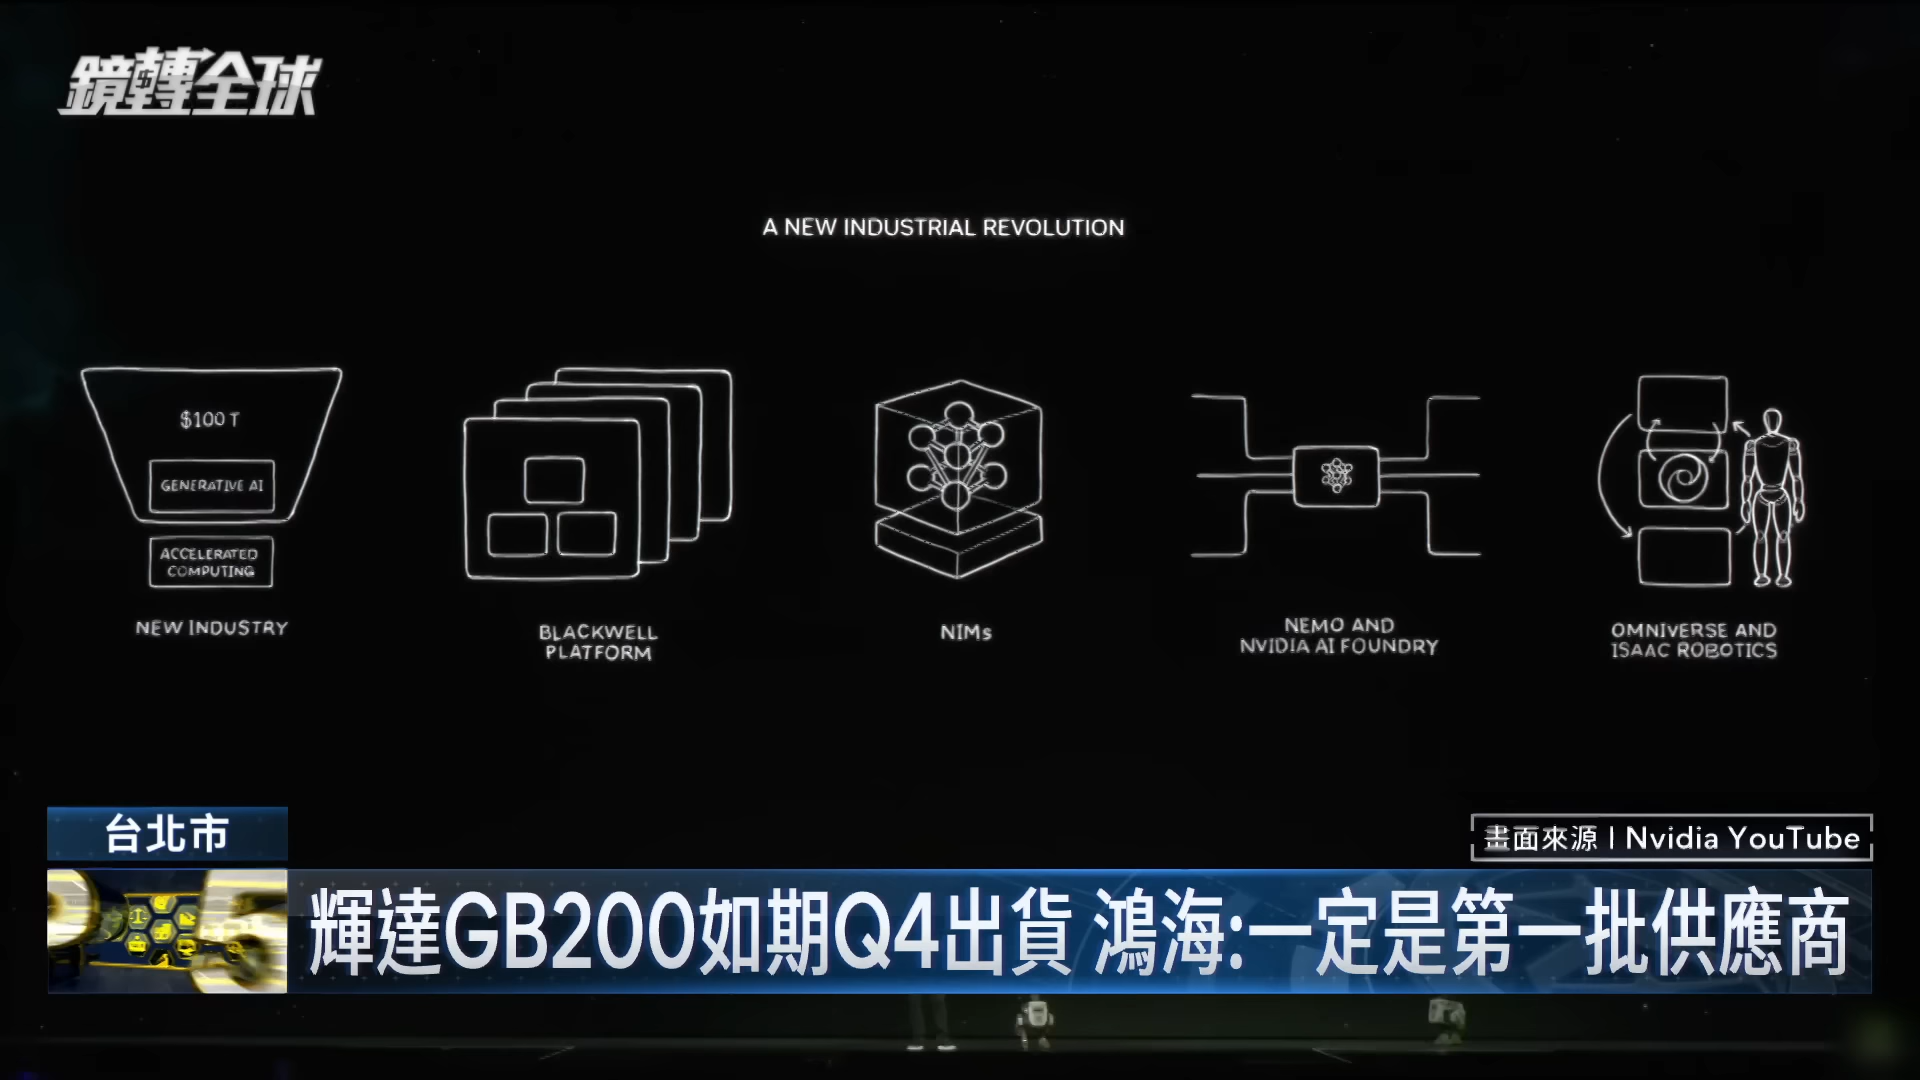 鏡轉全球
A NEW INDUSTRIAL REVOLUTION
$100 T
GENERATIVE AI
ACCELERATED
COMPUTING
NEW INDUSTRY
BLACKWELL
PLATFORM
NIMs
NEMO AND
NVIDIA AI FOUNDRY
OMNIVERSE AND
ISAAC ROBOTICS
台北市
畫面來源 | Nvidia YouTube
輝達GB200如期Q4出貨 鴻海:一定是第一批供應商